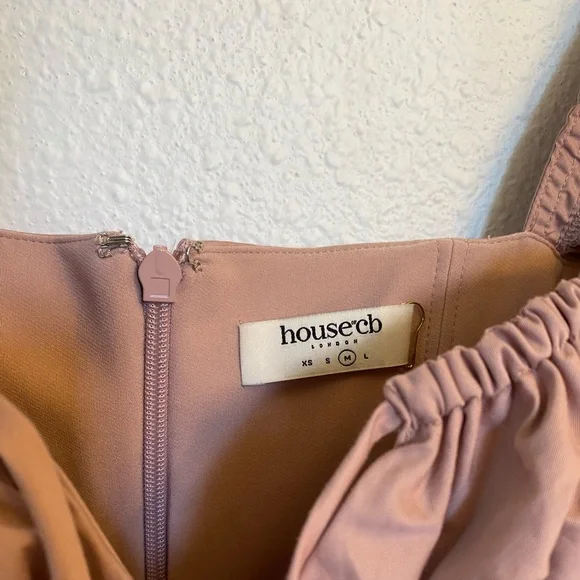 house OF cb
LONDON
XS S M L